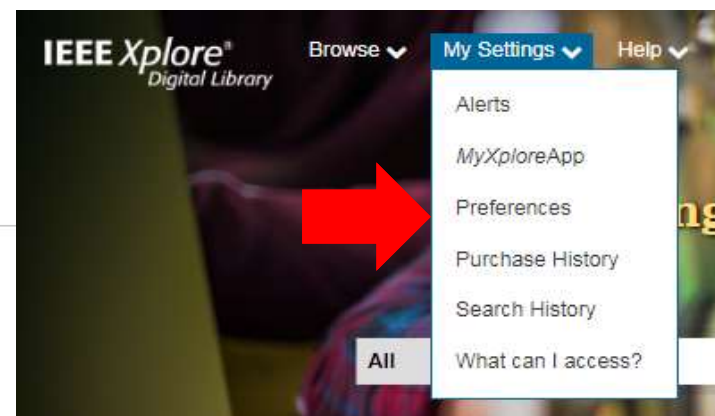 IEEE Xplore® Browse My Settings Help
Digital Library
Alerts
MyXploreApp
Preferences
ng
Purchase History
Search History
All What can I access?